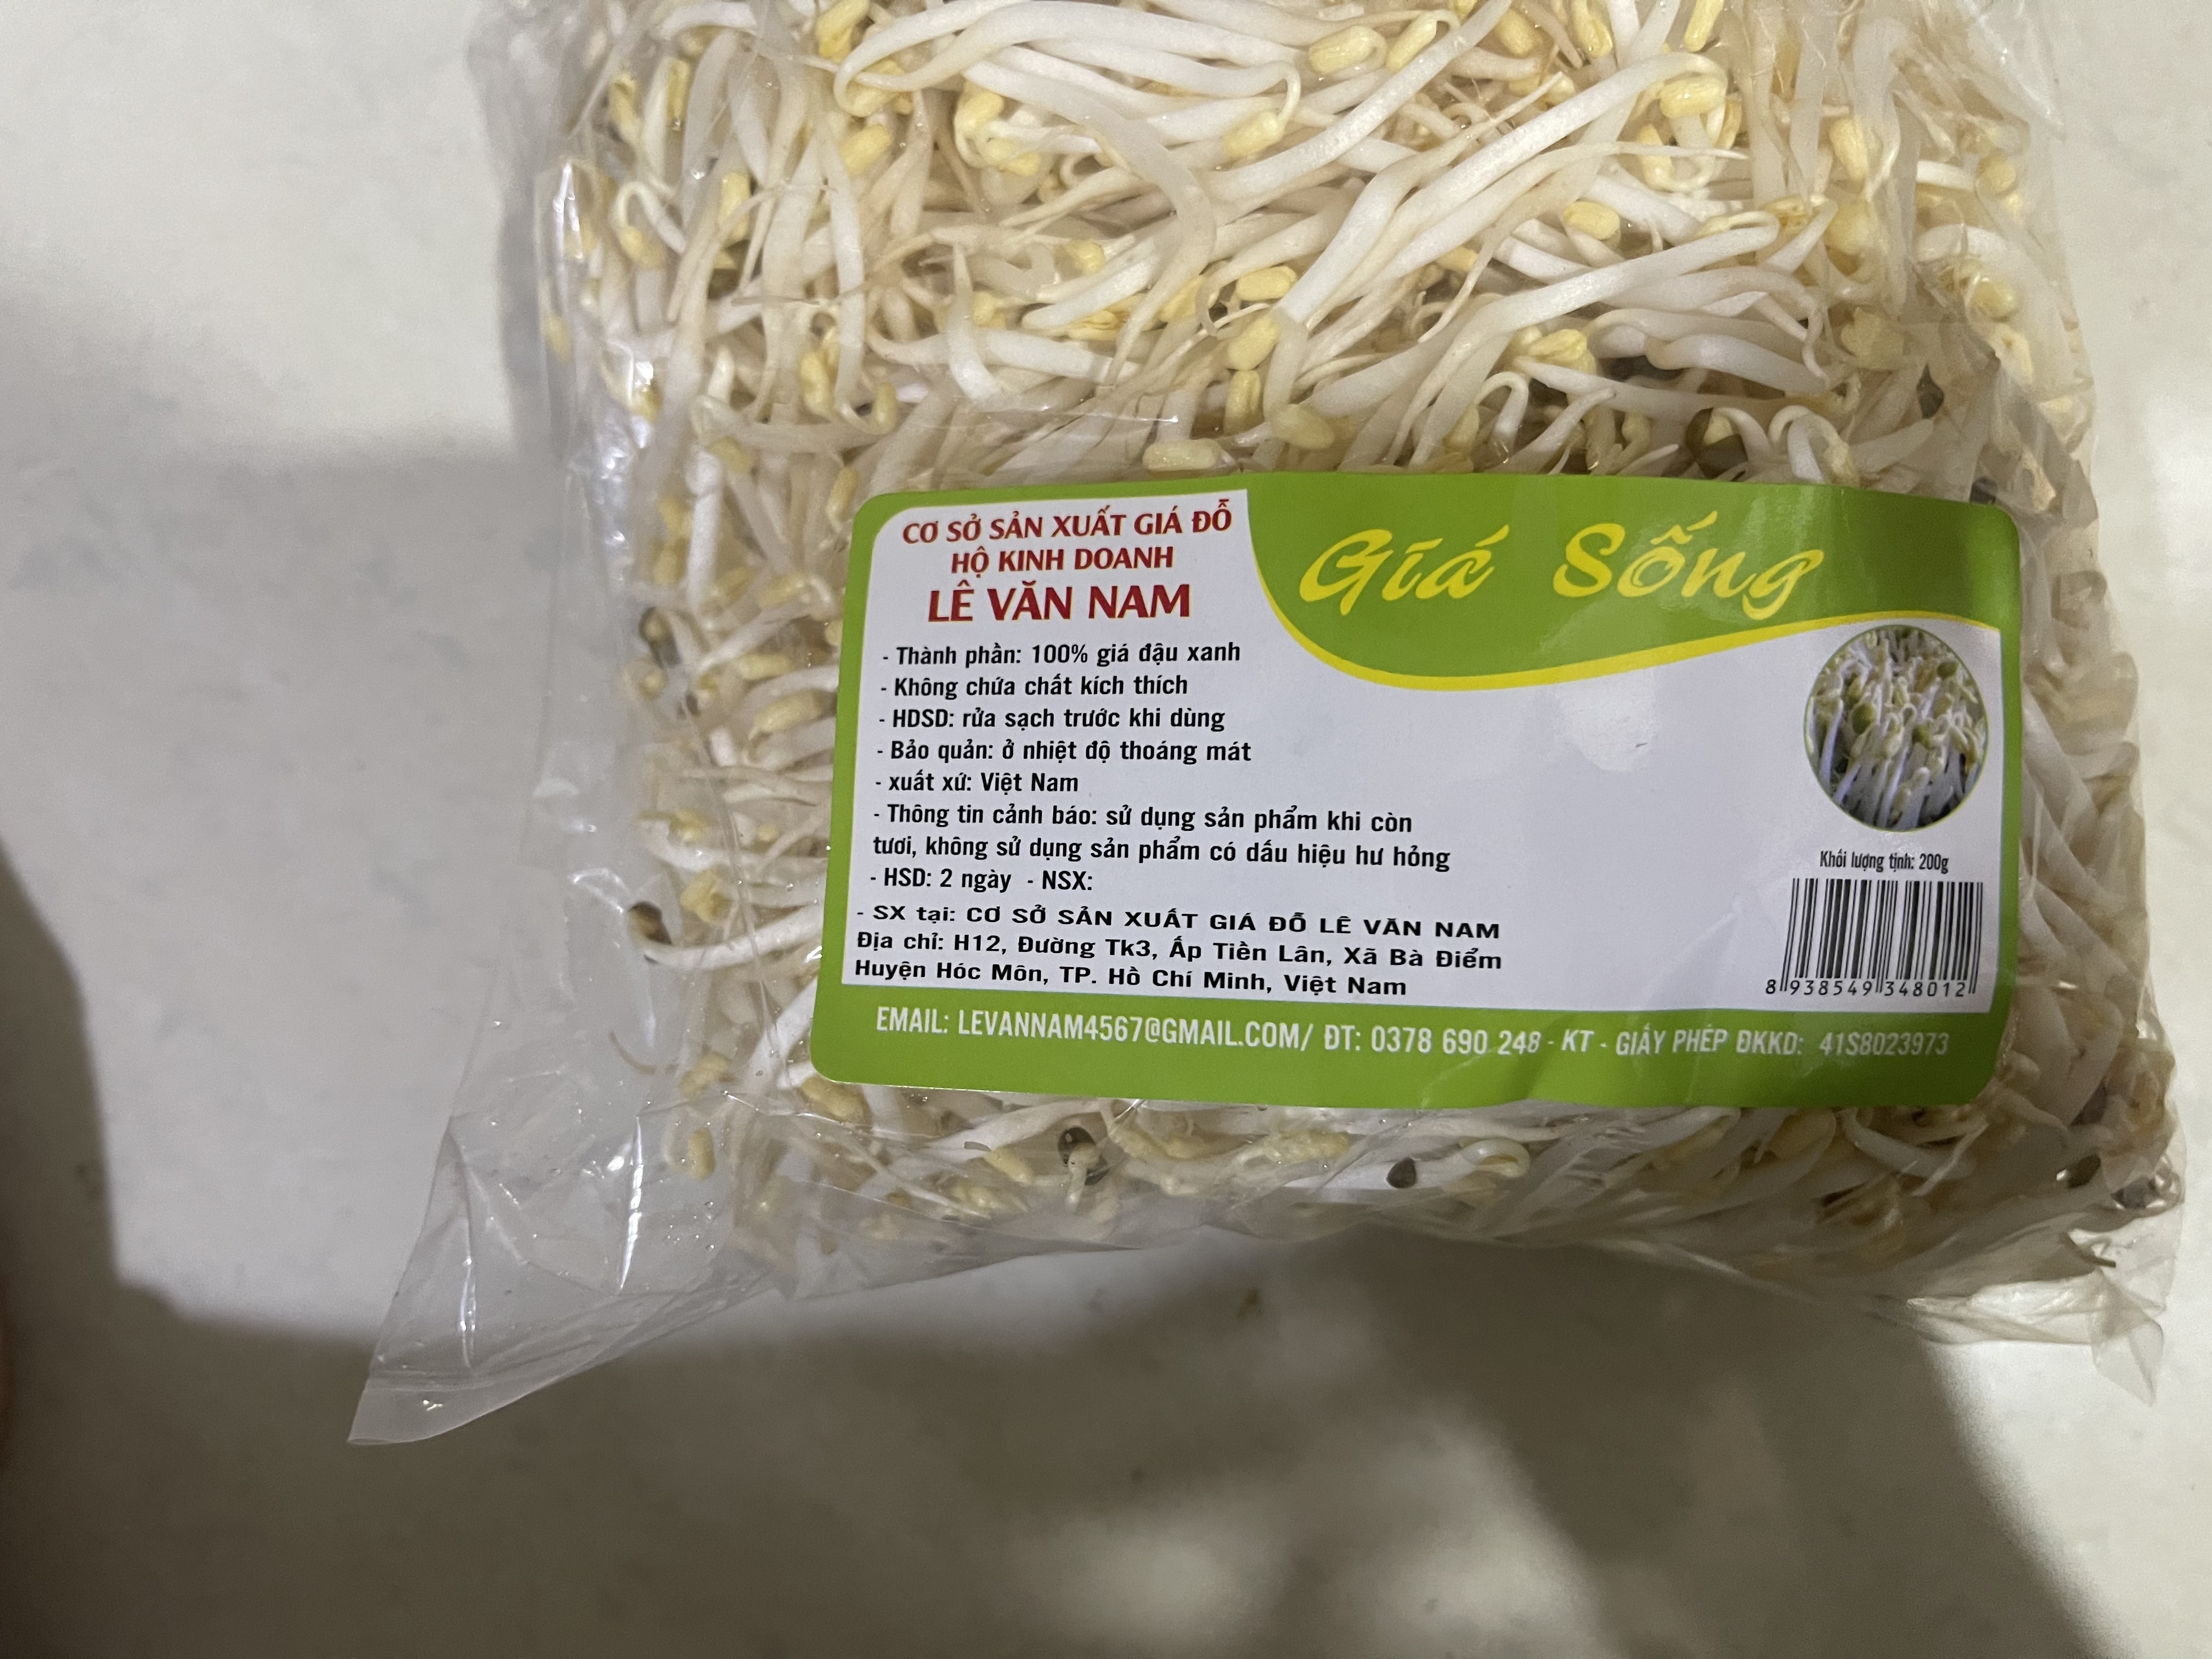 CƠ SỞ SẢN XUẤT GIÁ ĐỖ
HỘ KINH DOANH
LÊ VĂN NAM
Giá Sống
- Thành phần: 100% giá đậu xanh
- Không chứa chất kích thích
- HDSD: rửa sạch trước khi dùng
- Bảo quản: ở nhiệt độ thoáng mát
- xuất xứ: Việt Nam
- Thông tin cảnh báo: sử dụng sản phẩm khi còn
tươi, không sử dụng sản phẩm có dấu hiệu hư hỏng
- HSD: 2 ngày - NSX:
- SX tại: CƠ SỞ SẢN XUẤT GIÁ ĐỖ LÊ VĂN NAM
Địa chỉ: H12, Đường Tk3, Ấp Tiền Lân, Xã Bà Điểm
Huyện Hóc Môn, TP. Hồ Chí Minh, Việt Nam
Khối lượng tịnh: 200g
8 938549 348012
EMAIL: LEVANNAM4567@GMAIL.COM/ ĐT: 0378 690 248 - KT - GIẤY PHÉP ĐKKD: 41S8023973